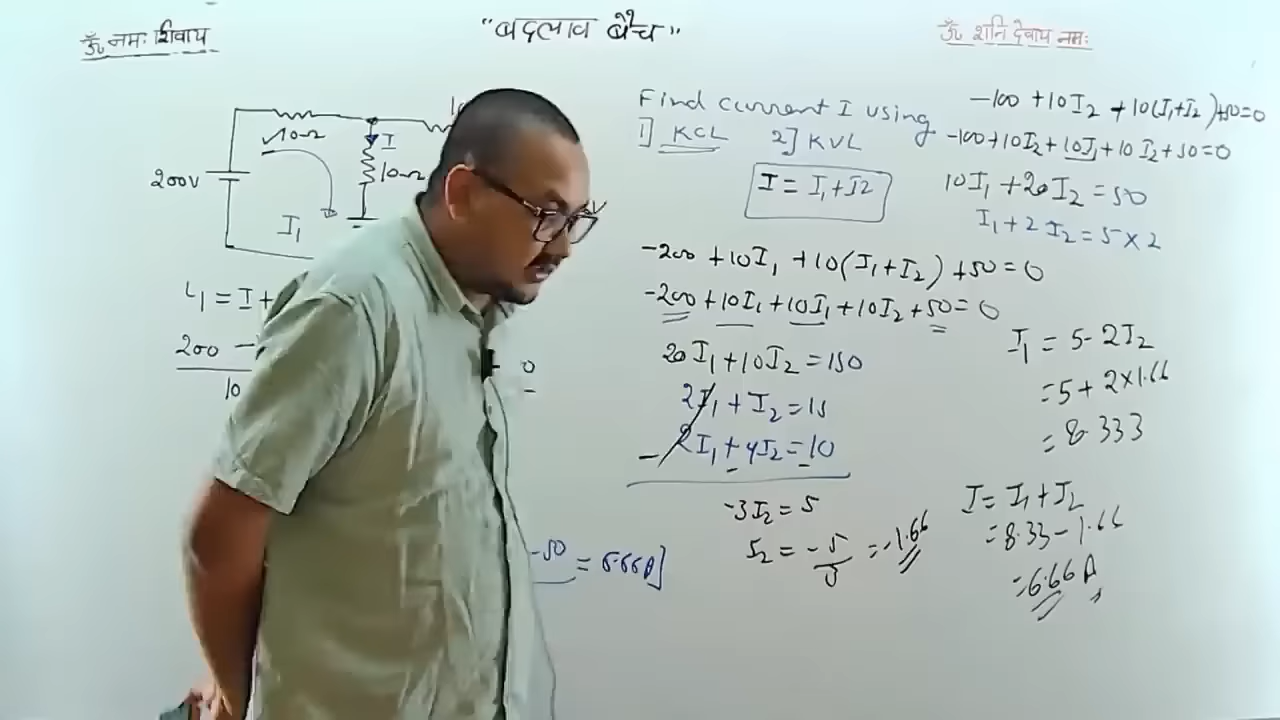 ॐ नमः शिवाय
"बदलाव बैच"
ॐ शनि देवाय नमः
10Ω
I
10Ω
200V
I₁
200 -
10
-50 = 6.66A]
Find current I using
1] KCL 2] KVL
I = I₁+I2
-200 +10I₁ +10(I₁+I₂) +50=0
-200+10I₁+10I₁+10I₂+50=0
20I₁+10I₂=150
2I₁+I₂=15
-2I₁+4I₂=10
-3I₂=5
I₂ = -5/3 = -1.66
-100 +10I₂ +10(I₁+I₂)+50=0
-100+10I₂+10I₁+10I₂+50=0
10I₁+20I₂=50
I₁+2I₂=5×2
I₁ = 5-2I₂
=5+2×1.66
= 8.333
I= I₁+I₂
=8.33-1.66
=6.66A